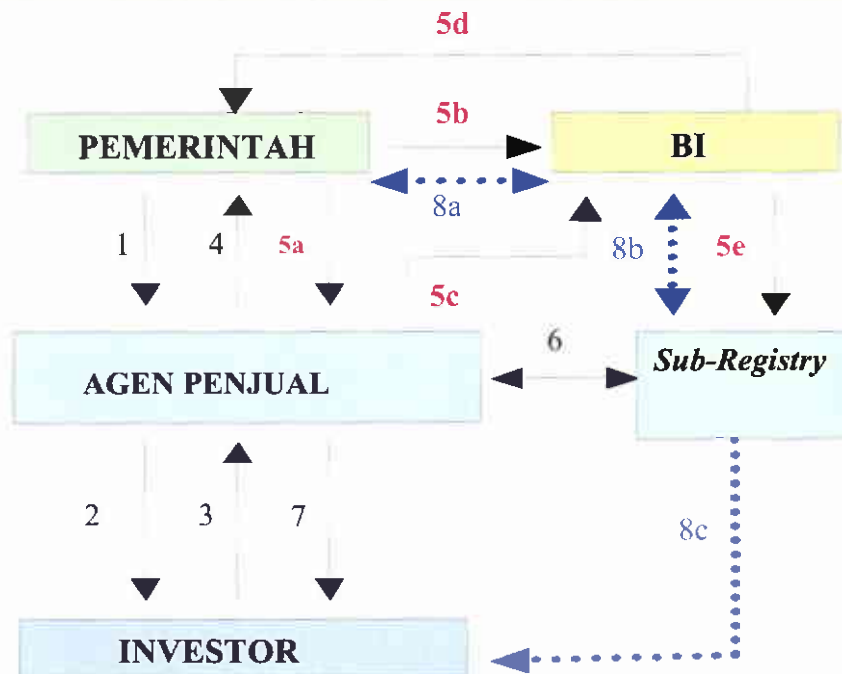 5d
5b
PEMERINTAH
BI
8a
1
4
5a
8b
5e
5c
6
Sub-Registry
AGEN PENJUAL
2
3
7
8c
INVESTOR